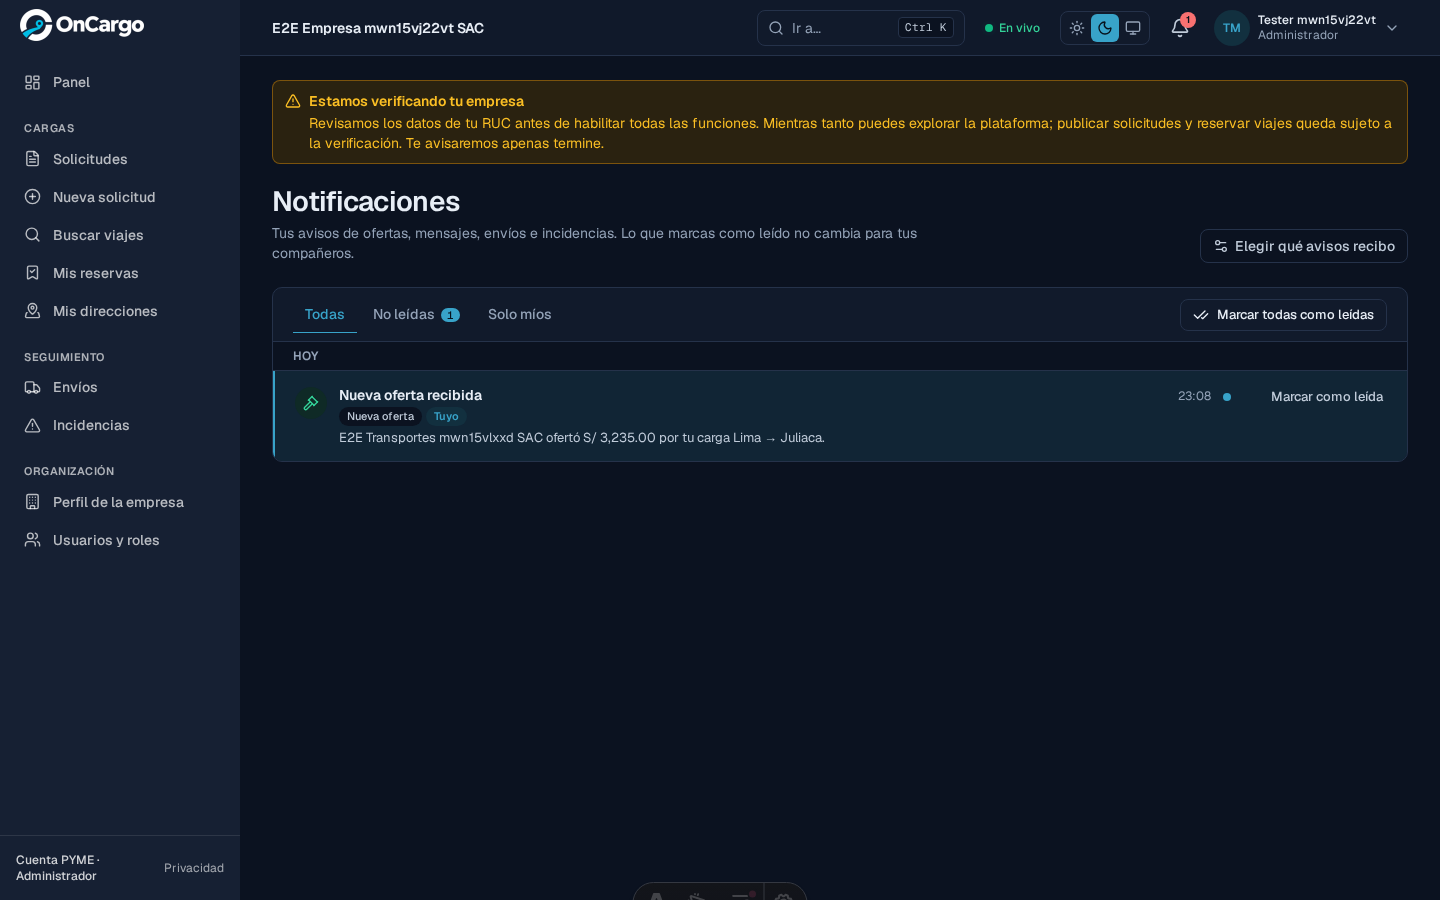 OnCargo
E2E Empresa mwn15vj22vt SAC
Ir a...
Ctrl K
En vivo
1
TM
Tester mwn15vj22vt
Administrador
Panel
CARGAS
Solicitudes
Nueva solicitud
Buscar viajes
Mis reservas
Mis direcciones
SEGUIMIENTO
Envíos
Incidencias
ORGANIZACIÓN
Perfil de la empresa
Usuarios y roles
Cuenta PYME ·
Administrador
Privacidad
Estamos verificando tu empresa
Revisamos los datos de tu RUC antes de habilitar todas las funciones. Mientras tanto puedes explorar la plataforma; publicar solicitudes y reservar viajes queda sujeto a
la verificación. Te avisaremos apenas termine.
Notificaciones
Tus avisos de ofertas, mensajes, envíos e incidencias. Lo que marcas como leído no cambia para tus
compañeros.
Elegir qué avisos recibo
Todas
No leídas 1
Solo míos
Marcar todas como leídas
HOY
Nueva oferta recibida
23:08
Marcar como leída
Nueva oferta
Tuyo
E2E Transportes mwn15vlxxd SAC ofertó S/ 3,235.00 por tu carga Lima → Juliaca.